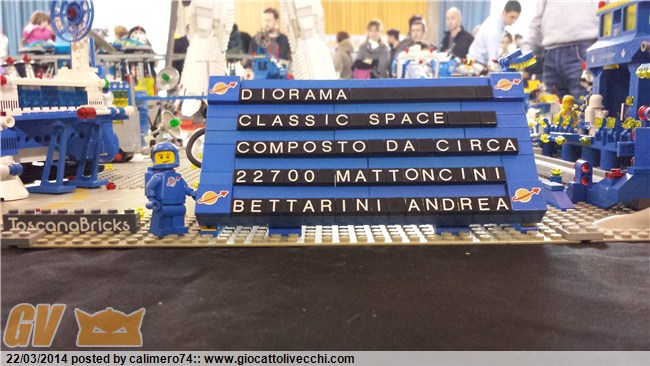 DIORAMA
CLASSIC SPACE
COMPOSTO DA CIRCA
22700 MATTONCINI
BETTARINI ANDREA
ToscanaBricks
GV
22/03/2014 posted by calimero74:: www.giocattolivecchi.com